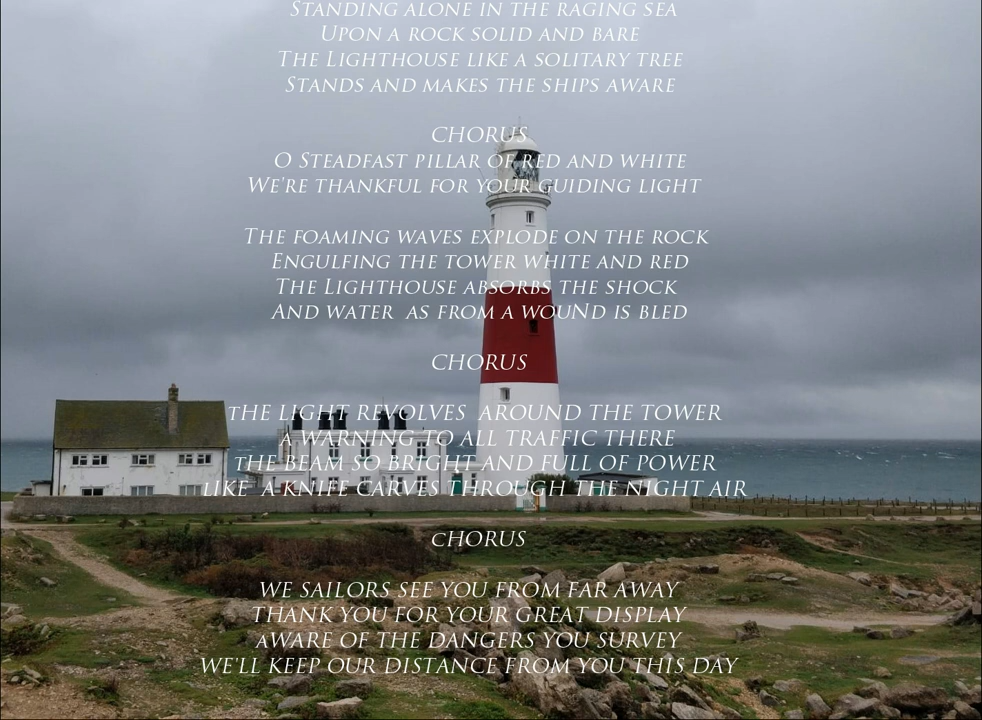 Standing alone in the raging sea
Upon a rock solid and bare
The Lighthouse like a solitary tree
Stands and makes the ships aware
CHORUS
O Steadfast pillar of red and white
We're thankful for your guiding light
The foaming waves explode on the rock
Engulfing the tower white and red
The Lighthouse absorbs the shock
And water as from a wouNd is bled
CHORUS
tHE LIGHT REVOLVES AROUND THE TOWER
a WARNING TO ALL TRAFFIC THERE
tHE BEAM SO BRIGHT AND FULL OF POWER
LIKE A KNIFE CARVES THROUGH THE NIGHT AIR
cHORUS
WE SAILORS SEE YOU FROM FAR AWAY
THANK YOU FOR YOUR GREAT DISPLAY
aWARE OF THE DANGERS YOU SURVEY
WE'LL KEEP OUR DISTANCE FROM YOU THIS DAY